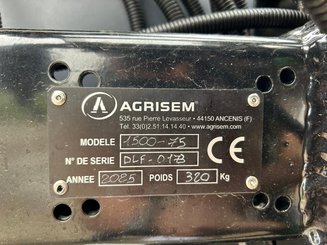 AGRISEM
535 rue Pierre Levasseur • 44150 ANCENIS (F)
Tél. 33(0)2.51.14.14.40 • www-agrisem.com
MODELE 1500-75
N° DE SERIE DLF-0173
CE
ANNEE 2025 POIDS 320 Kg